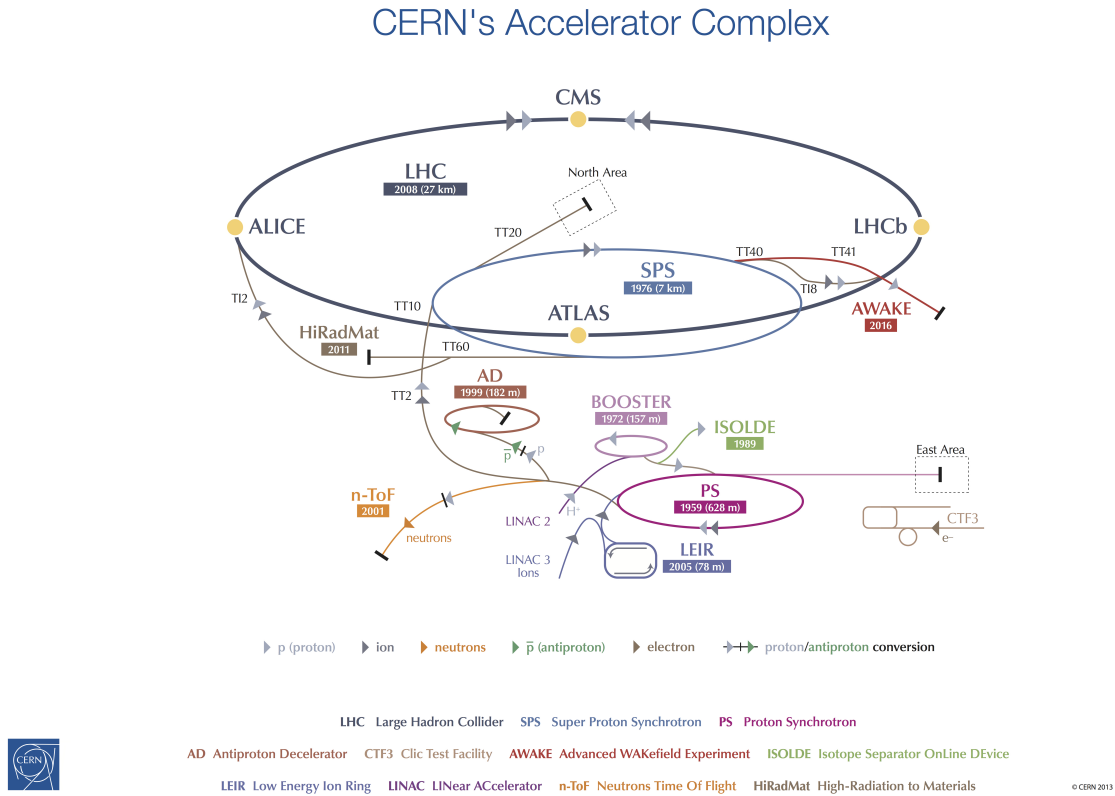 CERN's Accelerator Complex
CMS
LHC
2008 (27 km)
North Area
ALICE
LHCb
TT20
TT40
TT41
SPS
1976 (7 km)
TI8
TI2
TT10
ATLAS
AWAKE
2016
HiRadMat
2011
TT60
AD
1999 (182 m)
TT2
BOOSTER
1972 (157 m)
ISOLDE
1989
p
p̅
East Area
n-ToF
2001
PS
1959 (628 m)
H⁺
LINAC 2
CTF3
neutrons
e⁻
LEIR
2005 (78 m)
LINAC 3
Ions
p (proton) ion neutrons p̅ (antiproton) electron proton/antiproton conversion
LHC Large Hadron Collider SPS Super Proton Synchrotron PS Proton Synchrotron
AD Antiproton Decelerator CTF3 Clic Test Facility AWAKE Advanced WAKefield Experiment ISOLDE Isotope Separator OnLine DEvice
LEIR Low Energy Ion Ring LINAC LINear ACcelerator n-ToF Neutrons Time Of Flight HiRadMat High-Radiation to Materials
CERN
© CERN 2013